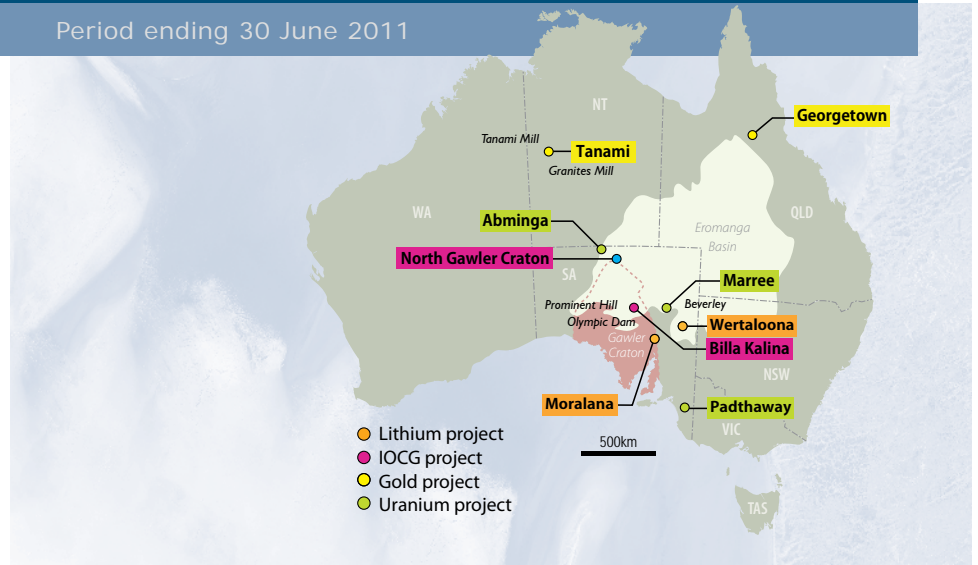 Period ending 30 June 2011
NT
Georgetown
Tanami Mill
Tanami
Granites Mill
WA
QLD
Abminga
Eromanga
Basin
North Gawler Craton
SA
Marree
Prominent Hill
Beverley
Olympic Dam
Wertaloona
Gawler
Craton
Billa Kalina
NSW
Moralana
Padthaway
VIC
Lithium project
500km
IOCG project
Gold project
Uranium project
TAS